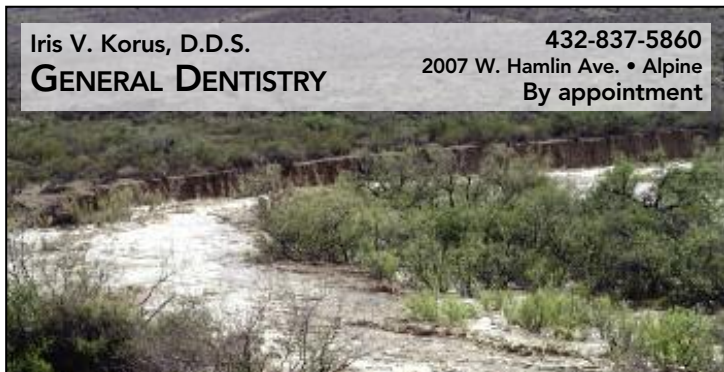 Iris V. Korus, D.D.S.
GENERAL DENTISTRY
432-837-5860
2007 W. Hamlin Ave. • Alpine
By appointment